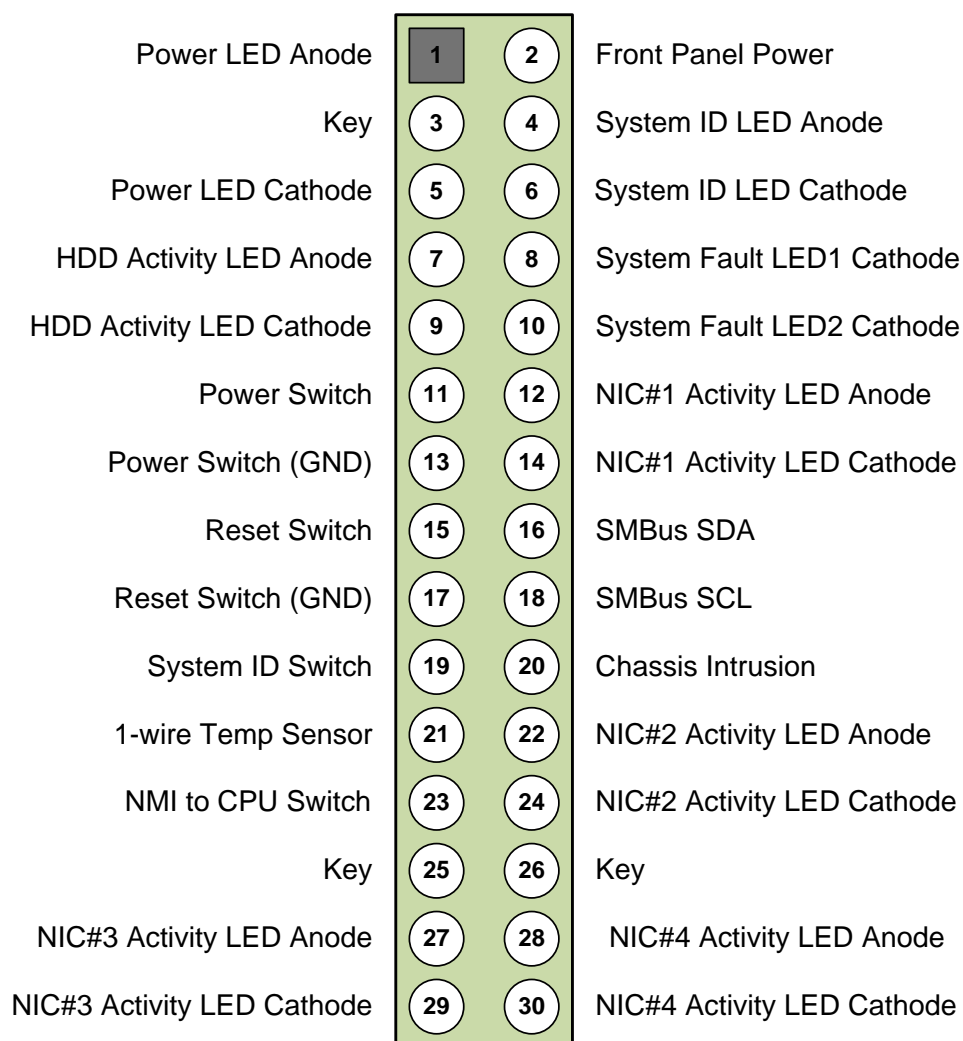 Power LED Anode 1 2 Front Panel Power
Key 3 4 System ID LED Anode
Power LED Cathode 5 6 System ID LED Cathode
HDD Activity LED Anode 7 8 System Fault LED1 Cathode
HDD Activity LED Cathode 9 10 System Fault LED2 Cathode
Power Switch 11 12 NIC#1 Activity LED Anode
Power Switch (GND) 13 14 NIC#1 Activity LED Cathode
Reset Switch 15 16 SMBus SDA
Reset Switch (GND) 17 18 SMBus SCL
System ID Switch 19 20 Chassis Intrusion
1-wire Temp Sensor 21 22 NIC#2 Activity LED Anode
NMI to CPU Switch 23 24 NIC#2 Activity LED Cathode
Key 25 26 Key
NIC#3 Activity LED Anode 27 28 NIC#4 Activity LED Anode
NIC#3 Activity LED Cathode 29 30 NIC#4 Activity LED Cathode